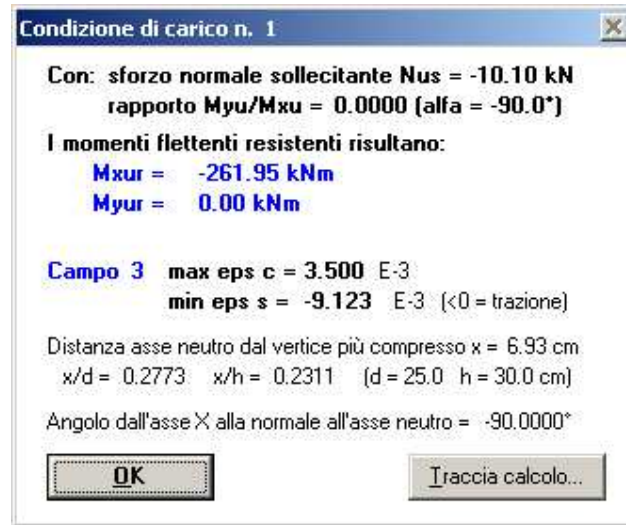 Condizione di carico n. 1
Con: sforzo normale sollecitante Nus = -10.10 kN
rapporto Myu/Mxu = 0.0000 (alfa = -90.0°)
I momenti flettenti resistenti risultano:
Mxur = -261.95 kNm
Myur = 0.00 kNm
Campo 3 max eps c = 3.500 E-3
min eps s = -9.123 E-3 (<0 = trazione)
Distanza asse neutro dal vertice più compresso x = 6.93 cm
x/d = 0.2773 x/h = 0.2311 (d = 25.0 h = 30.0 cm)
Angolo dall'asse X alla normale all'asse neutro = -90.0000°
OK Traccia calcolo...